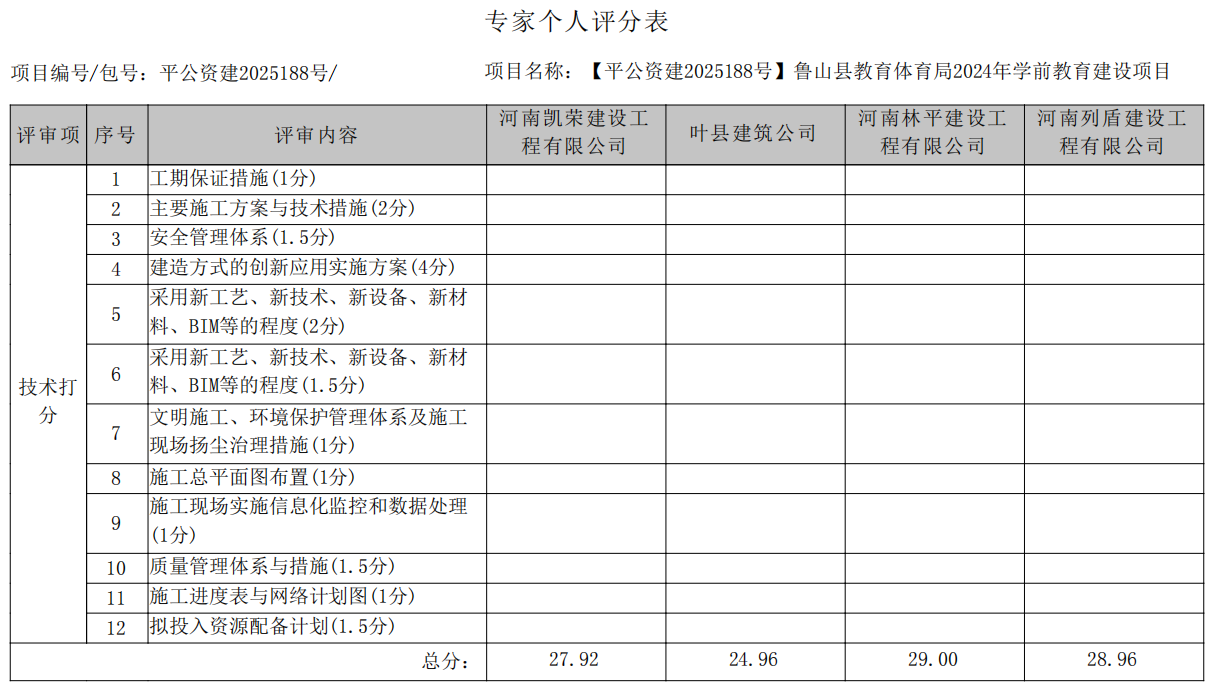 专家个人评分表
项目编号/包号：平公资建2025188号/
项目名称：【平公资建2025188号】鲁山县教育体育局2024年学前教育建设项目
评审项 序号 评审内容 河南凯荣建设工程有限公司 叶县建筑公司 河南林平建设工程有限公司 河南列盾建设工程有限公司
技术打分
1 工期保证措施(1分)
2 主要施工方案与技术措施(2分)
3 安全管理体系(1.5分)
4 建造方式的创新应用实施方案(4分)
5 采用新工艺、新技术、新设备、新材
料、BIM等的程度(2分)
6 采用新工艺、新技术、新设备、新材
料、BIM等的程度(1.5分)
7 文明施工、环境保护管理体系及施工
现场扬尘治理措施(1分)
8 施工总平面图布置(1分)
9 施工现场实施信息化监控和数据处理
(1分)
10 质量管理体系与措施(1.5分)
11 施工进度表与网络计划图(1分)
12 拟投入资源配备计划(1.5分)
总分： 27.92 24.96 29.00 28.96